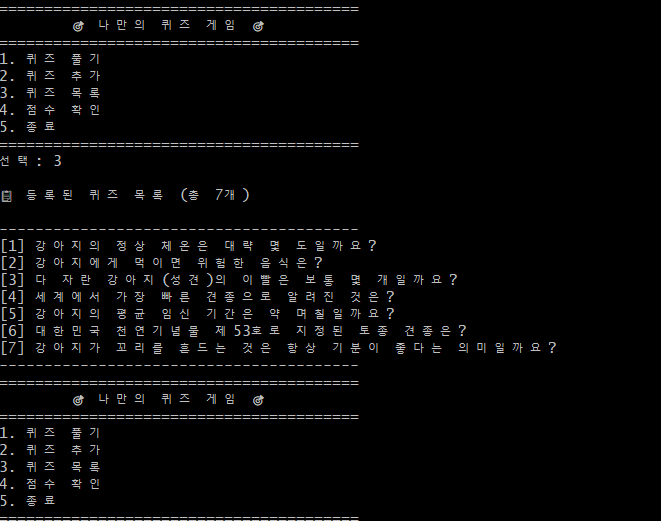 ========================================
🎯 나만의 퀴즈 게임 🎯
========================================
1. 퀴즈 풀기
2. 퀴즈 추가
3. 퀴즈 목록
4. 점수 확인
5. 종료
========================================
선택: 3
📋 등록된 퀴즈 목록 (총 7개)
----------------------------------------
[1] 강아지의 정상 체온은 대략 몇 도일까요?
[2] 강아지에게 먹이면 위험한 음식은?
[3] 다 자란 강아지(성견)의 이빨은 보통 몇 개일까요?
[4] 세계에서 가장 빠른 견종으로 알려진 것은?
[5] 강아지의 평균 임신 기간은 약 며칠일까요?
[6] 대한민국 천연기념물 제53호로 지정된 토종 견종은?
[7] 강아지가 꼬리를 흔드는 것은 항상 기분이 좋다는 의미일까요?
----------------------------------------
========================================
🎯 나만의 퀴즈 게임 🎯
========================================
1. 퀴즈 풀기
2. 퀴즈 추가
3. 퀴즈 목록
4. 점수 확인
5. 종료
========================================